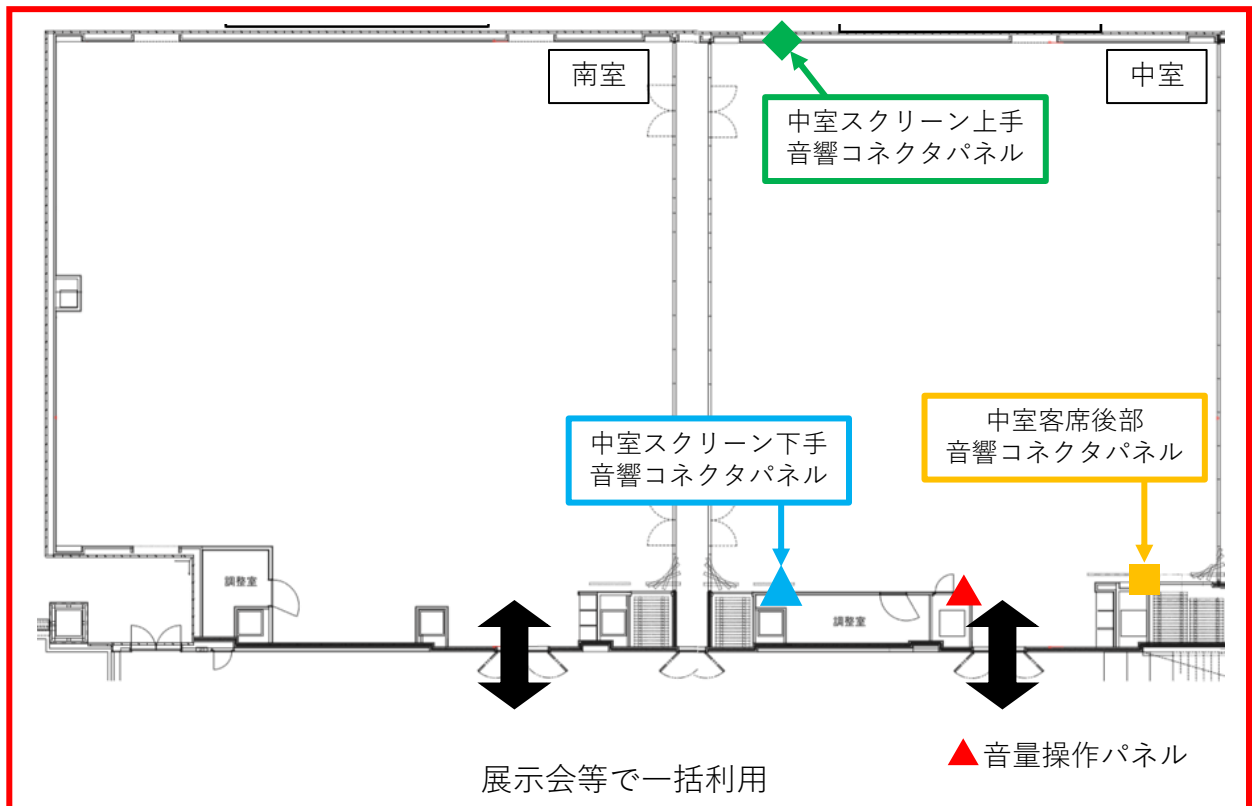 南室
中室
中室スクリーン上手
音響コネクタパネル
中室スクリーン下手
音響コネクタパネル
中室客席後部
音響コネクタパネル
調整室
調整室
音量操作パネル
展示会等で一括利用